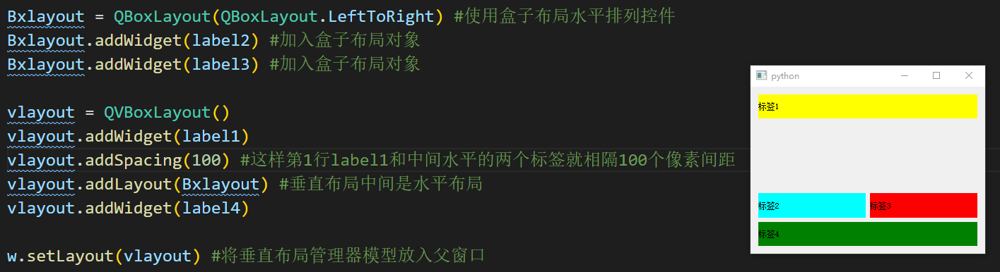 Bxlayout = QBoxLayout(QBoxLayout.LeftToRight) #使用盒子布局水平排列控件
Bxlayout.addWidget(label2) #加入盒子布局对象
Bxlayout.addWidget(label3) #加入盒子布局对象
vlayout = QVBoxLayout()
vlayout.addWidget(label1)
vlayout.addSpacing(100) #这样第1行label1和中间水平的两个标签就相隔100个像素间距
vlayout.addLayout(Bxlayout) #垂直布局中间是水平布局
vlayout.addWidget(label4)
w.setLayout(vlayout) #将垂直布局管理器模型放入父窗口
python
标签1
标签2
标签3
标签4